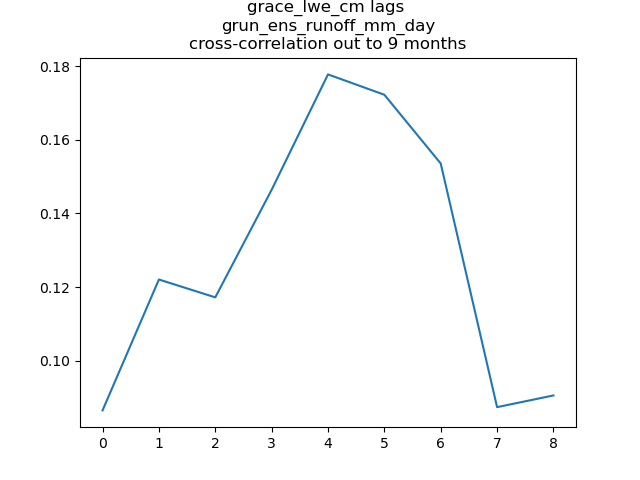 grace_lwe_cm lags
grun_ens_runoff_mm_day
cross-correlation out to 9 months
0.18
0.16
0.14
0.12
0.10
0 1 2 3 4 5 6 7 8